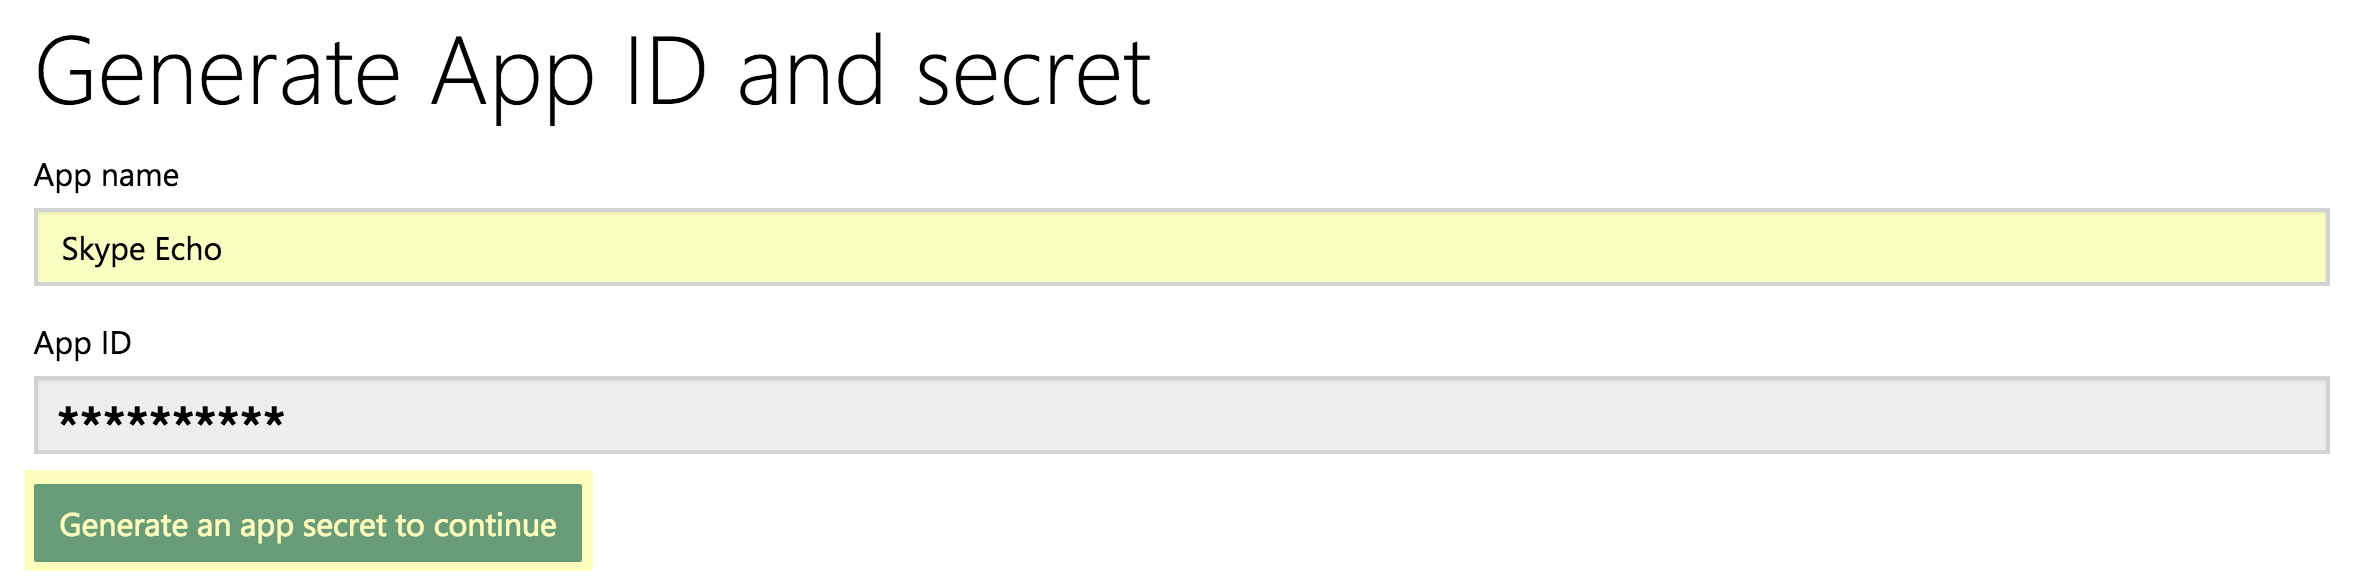 Generate App ID and secret
App name
Skype Echo
App ID
**********
Generate an app secret to continue